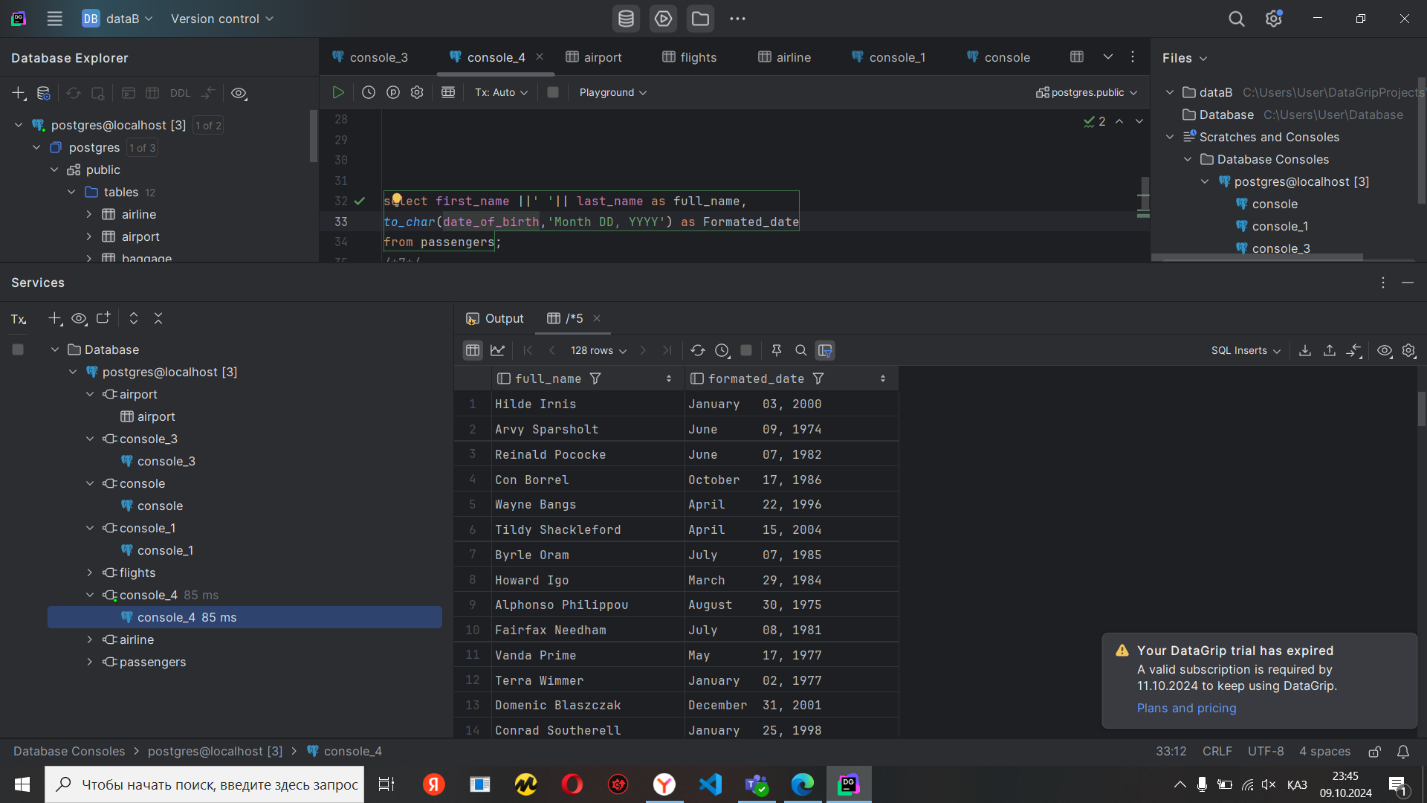 DB dataB
Version control
Database Explorer
console_3
console_4
airport
flights
airline
console_1
console
Files
DDL
Tx: Auto
Playground
postgres.public
postgres@localhost [3] 1 of 2
postgres 1 of 3
public
tables 12
airline
airport
baggage
28
29
30
31
32 select first_name ||' '|| last_name as full_name,
33 to_char(date_of_birth,'Month DD, YYYY') as Formated_date
34 from passengers;
35 /*7*/
2
dataB C:\Users\User\DataGripProjects
Database C:\Users\User\Database
Scratches and Consoles
Database Consoles
postgres@localhost [3]
console
console_1
console_3
Services
Tx
Database
postgres@localhost [3]
airport
airport
console_3
console_3
console
console
console_1
console_1
flights
console_4 85 ms
console_4 85 ms
airline
passengers
Output
/*5
128 rows
SQL Inserts
full_name formated_date
1 Hilde Irnis January 03, 2000
2 Arvy Sparsholt June 09, 1974
3 Reinald Pococke June 07, 1982
4 Con Borrel October 17, 1986
5 Wayne Bangs April 22, 1996
6 Tildy Shackleford April 15, 2004
7 Byrle Oram July 07, 1985
8 Howard Igo March 29, 1984
9 Alphonso Philippou August 30, 1975
10 Fairfax Needham July 08, 1981
11 Vanda Prime May 17, 1977
12 Terra Wimmer January 02, 1977
13 Domenic Blaszczak December 31, 2001
14 Conrad Southerell January 25, 1998
Your DataGrip trial has expired
A valid subscription is required by
11.10.2024 to keep using DataGrip.
Plans and pricing
Database Consoles > postgres@localhost [3] > console_4
33:12 CRLF UTF-8 4 spaces
Чтобы начать поиск, введите здесь запрос
Я
Y
DG
ҚАЗ
23:45
09.10.2024
1